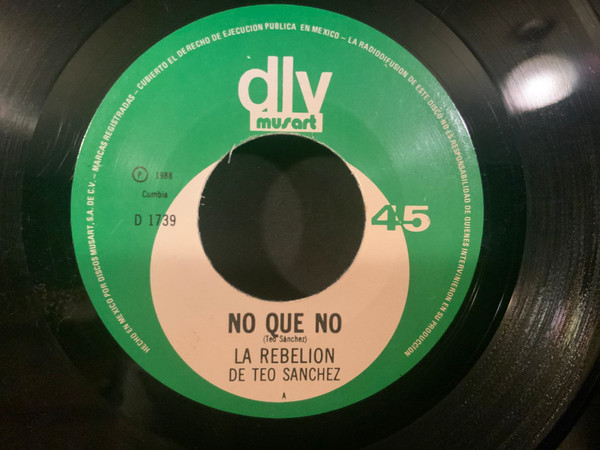 HECHO EN MEXICO POR DISCOS MUSART, S.A. DE C.V. – MARCAS REGISTRADAS – CUBIERTO EL DERECHO DE EJECUCION PUBLICA EN MEXICO – LA RADIODIFUSION DE ESTE DISCO NO ES RESPONSABILIDAD DE QUIENES INTERVINIERON EN SU PRODUCCION
dlv
musart
℗ 1988
Cumbia
D 1739
45
NO QUE NO
(Teo Sánchez)
LA REBELION
DE TEO SANCHEZ
A